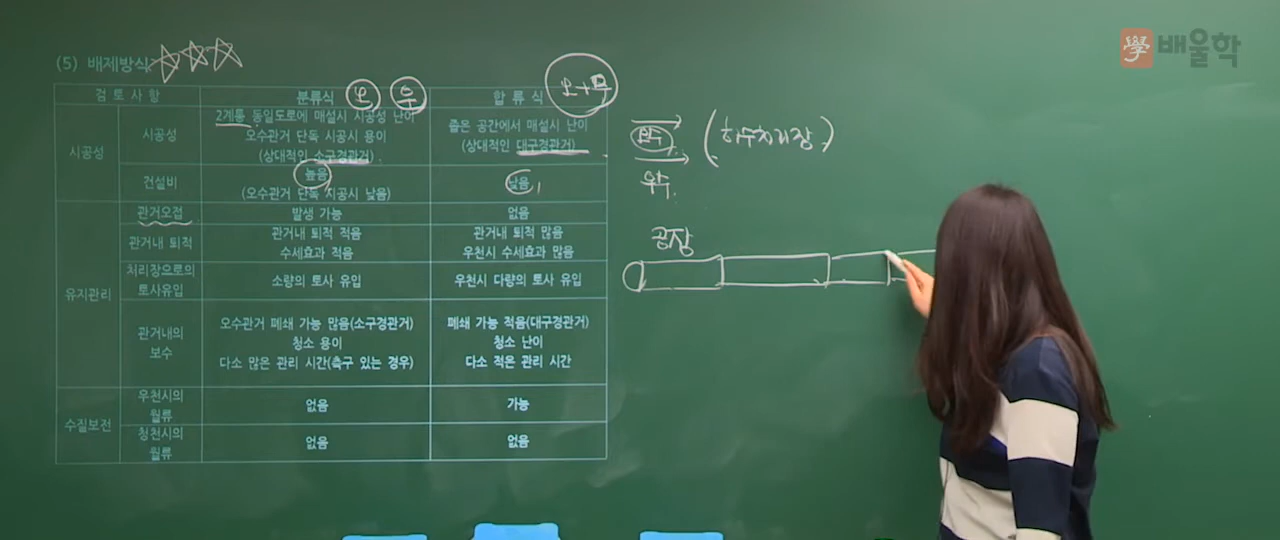 學 배울학
(5) 배제방식
오 우 오+우
검 토 사 항 분류식 합 류 식
시공성 시공성 2계통 동일도로에 매설시 시공성 난이
오수관거 단독 시공시 용이
(상대적인 소구경관거)
좁은 공간에서 매설시 난이
(상대적인 대구경관거)
건설비 높음
(오수관거 단독 시공시 낮음)
낮음
유지관리 관거오접 발생 가능 없음
관거내 퇴적 관거내 퇴적 적음
수세효과 적음
관거내 퇴적 많음
우천시 수세효과 많음
처리장으로의
토사유입
소량의 토사 유입 우천시 다량의 토사 유입
관거내의
보수
오수관거 폐쇄 가능 많음(소구경관거)
청소 용이
다소 많은 관리 시간(측구 있는 경우)
폐쇄 가능 적음(대구경관거)
청소 난이
다소 적은 관리 시간
수질보전 우천시의
월류
없음 가능
청천시의
월류
없음 없음
오수 (하수처리장)
우수
공장